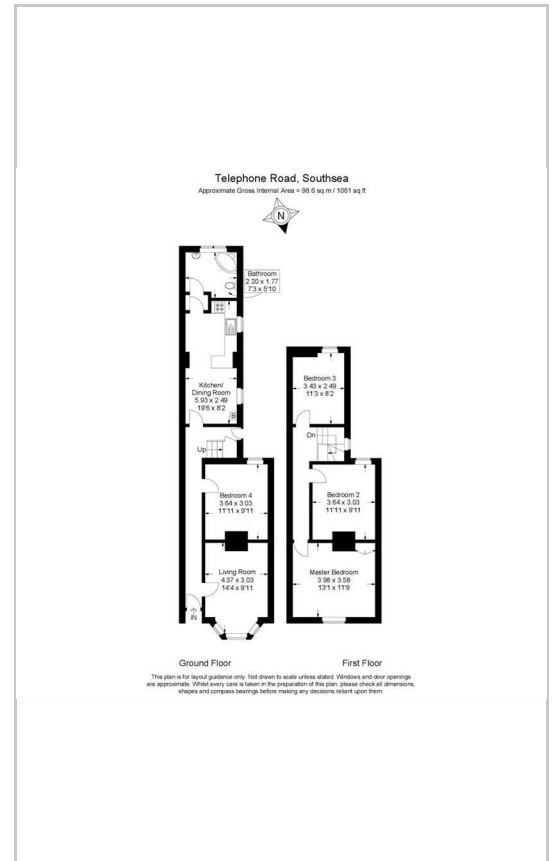 Telephone Road, Southsea
Approximate Gross Internal Area = 98.6 sq m / 1061 sq ft
N
Bathroom
2.20 x 1.77
7'3 x 5'10
Kitchen/
Dining Room
5.93 x 2.49
19'6 x 8'2
B
Up
Bedroom 4
3.64 x 3.03
11'11 x 9'11
Living Room
4.37 x 3.03
14'4 x 9'11
IN
Ground Floor
Bedroom 3
3.43 x 2.49
11'3 x 8'2
Dn
Bedroom 2
3.64 x 3.03
11'11 x 9'11
Master Bedroom
3.98 x 3.58
13'1 x 11'9
First Floor
This plan is for layout guidance only. Not drawn to scale unless stated. Windows and door openings
are approximate. Whilst every care is taken in the preparation of this plan, please check all dimensions,
shapes and compass bearings before making any decisions reliant upon them.